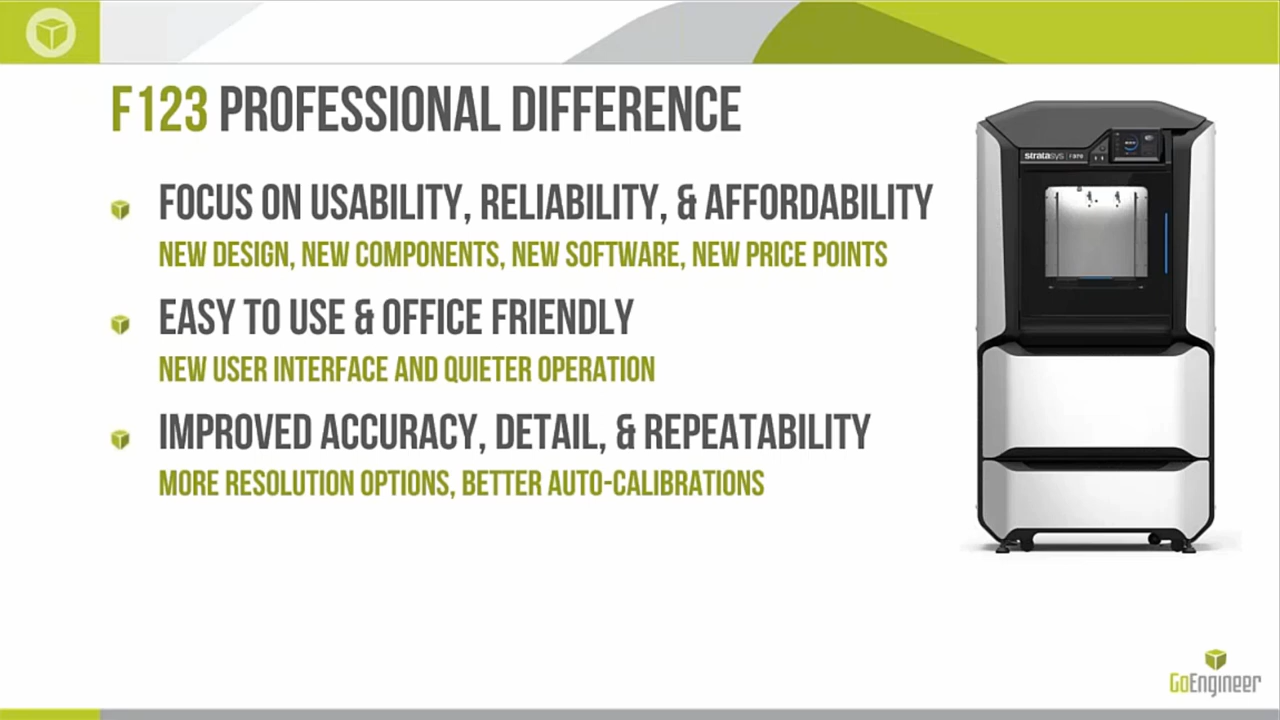 F123 PROFESSIONAL DIFFERENCE
FOCUS ON USABILITY, RELIABILITY, & AFFORDABILITY
NEW DESIGN, NEW COMPONENTS, NEW SOFTWARE, NEW PRICE POINTS
EASY TO USE & OFFICE FRIENDLY
NEW USER INTERFACE AND QUIETER OPERATION
IMPROVED ACCURACY, DETAIL, & REPEATABILITY
MORE RESOLUTION OPTIONS, BETTER AUTO-CALIBRATIONS
stratasys
GoEngineer